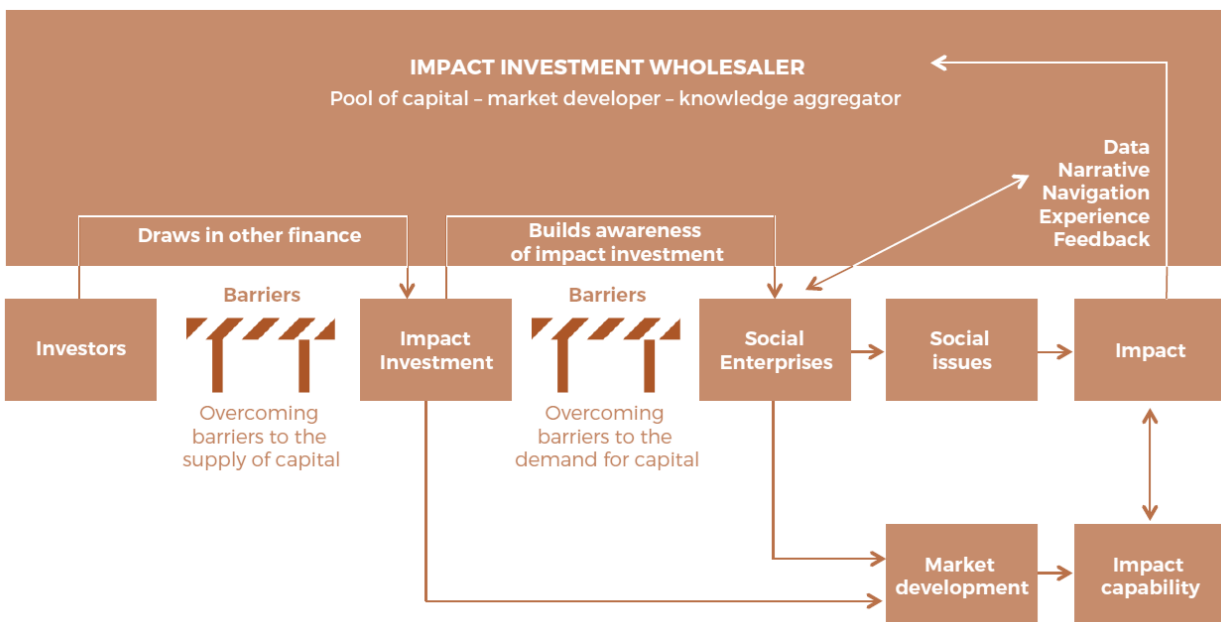 IMPACT INVESTMENT WHOLESALER
Pool of capital – market developer – knowledge aggregator
Data
Narrative
Navigation
Experience
Feedback
Draws in other finance
Builds awareness
of impact investment
Investors
Barriers
Overcoming
barriers to the
supply of capital
Impact
Investment
Barriers
Overcoming
barriers to the
demand for capital
Social
Enterprises
Social
issues
Impact
Market
development
Impact
capability